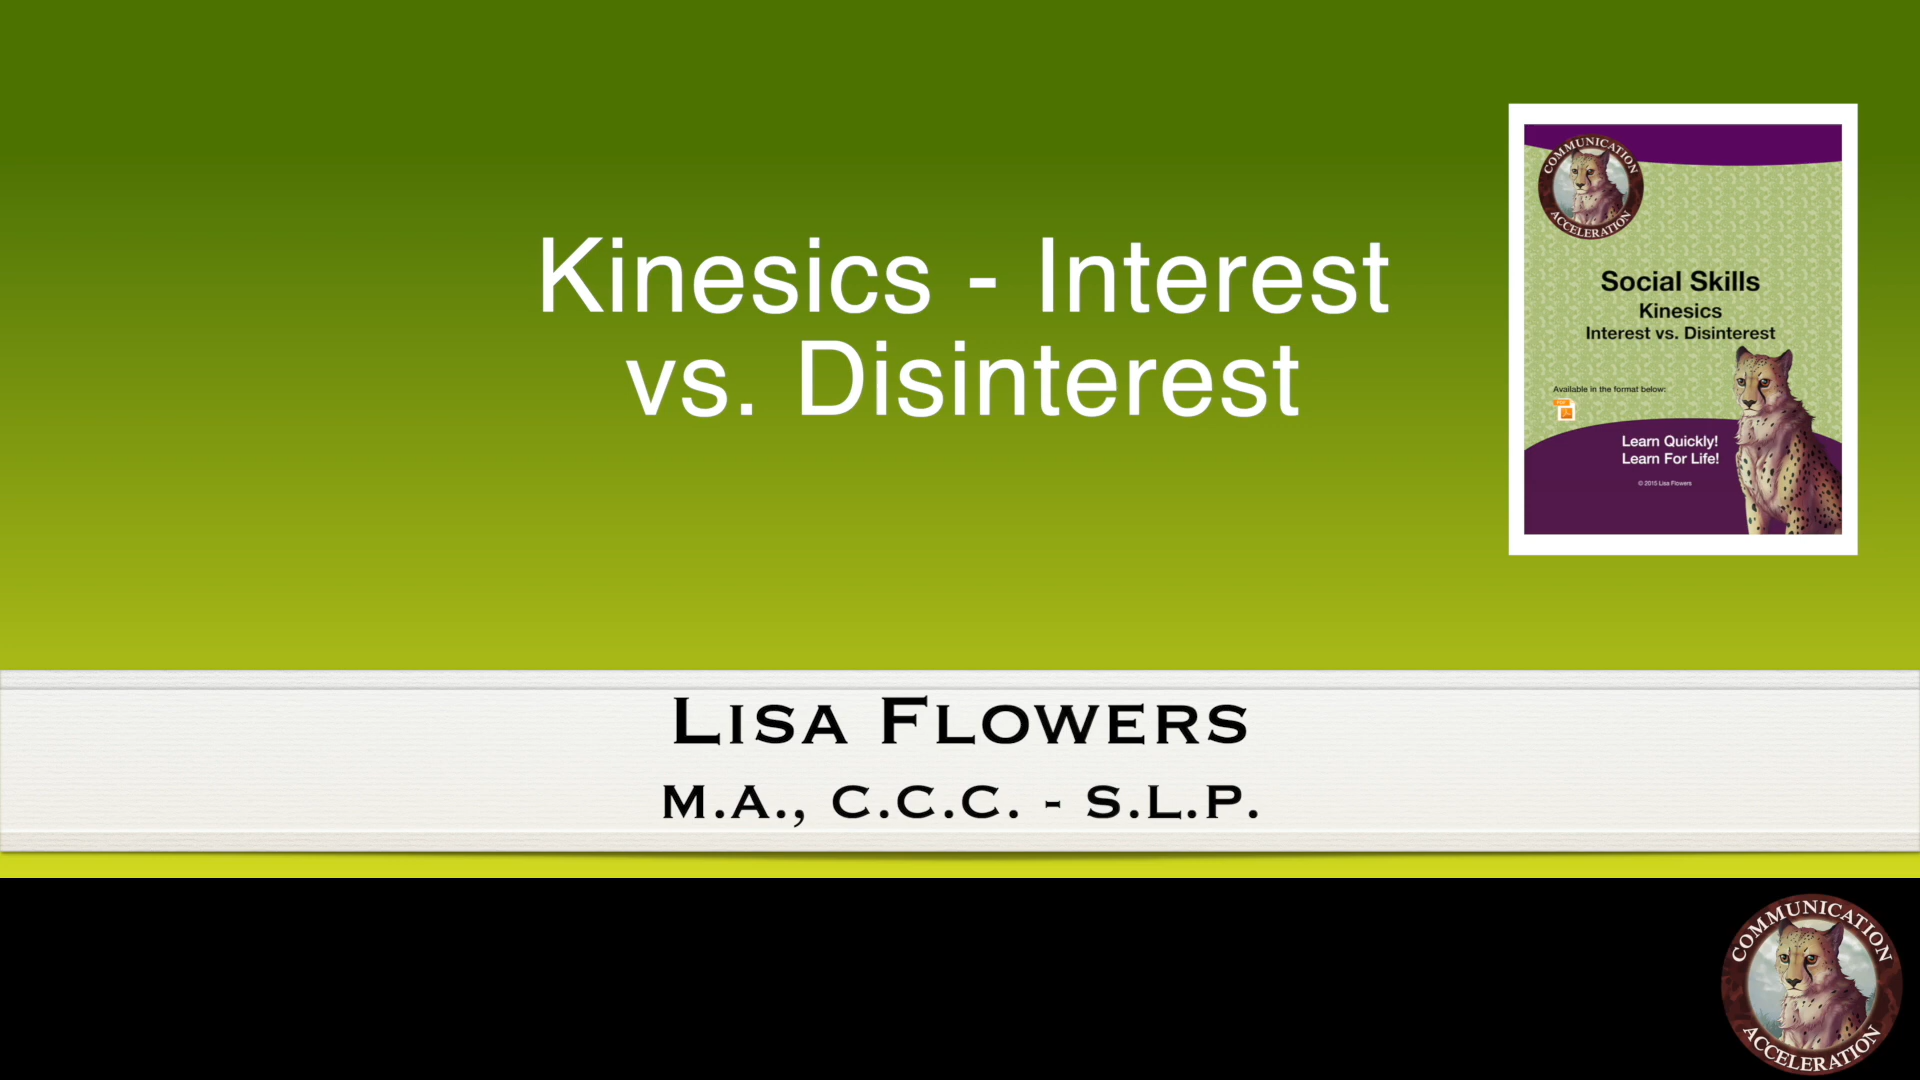 Kinesics - Interest
vs. Disinterest
COMMUNICATION
ACCELERATION
Social Skills
Kinesics
Interest vs. Disinterest
Available in the format below:
PDF
Learn Quickly!
Learn For Life!
© 2015 Lisa Flowers
LISA FLOWERS
M.A., C.C.C. - S.L.P.
COMMUNICATION
ACCELERATION